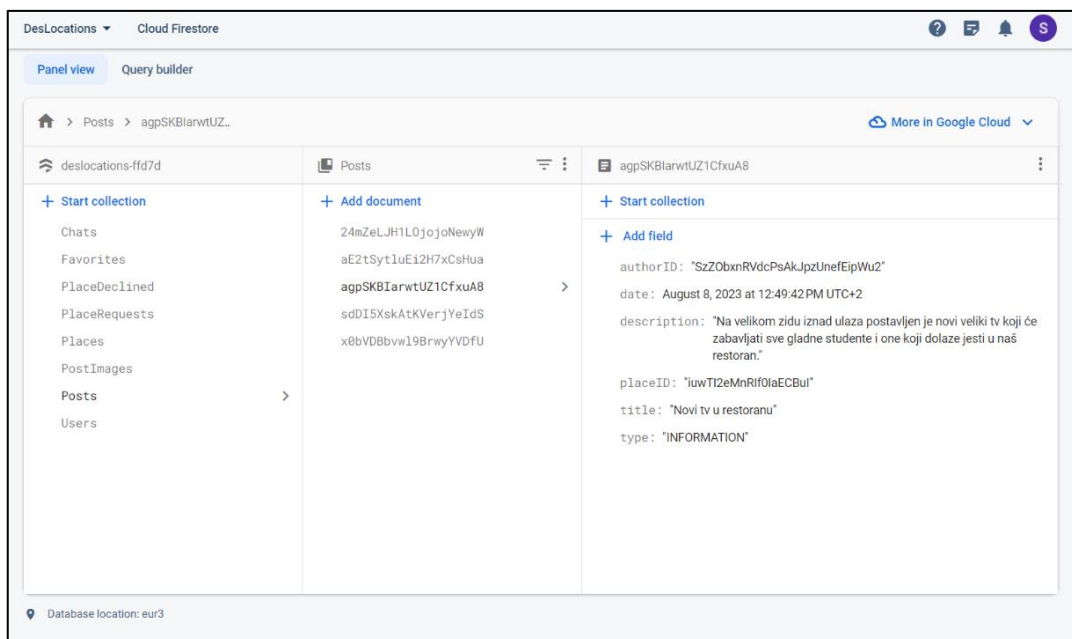 DesLocations Cloud Firestore S
Panel view Query builder
Posts agpSKBIarwtUZ.. More in Google Cloud
deslocations-ffd7d
Start collection
Chats
Favorites
PlaceDeclined
PlaceRequests
Places
PostImages
Posts
Users
Posts
Add document
24mZeLJH1LOjojoNewyW
aE2tSytluEi2H7xCsHua
agpSKBIarwtUZ1CfxuA8
sdDI5XskAtKVerjYeIdS
x0bVDBbvwl9BrwyYVDfU
agpSKBIarwtUZ1CfxuA8
Start collection
Add field
authorID: "SzZObxnRVdcPsAkJpzUnefEipWu2"
date: August 8, 2023 at 12:49:42 PM UTC+2
description: "Na velikom zidu iznad ulaza postavljen je novi veliki tv koji će
zabavljati sve gladne studente i one koji dolaze jesti u naš
restoran."
placeID: "iuwTI2eMnRIf0IaECBuI"
title: "Novi tv u restoranu"
type: "INFORMATION"
Database location: eur3